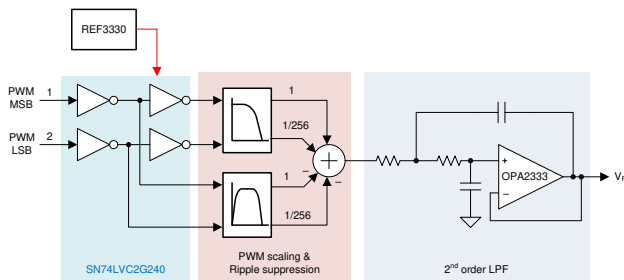 REF3330
PWM
MSB
1
PWM
LSB
2
1
1/256
+
−
−
1
1/256
+
−
OPA2333
SN74LVC2G240
PWM scaling &
Ripple suppression
2nd order LPF